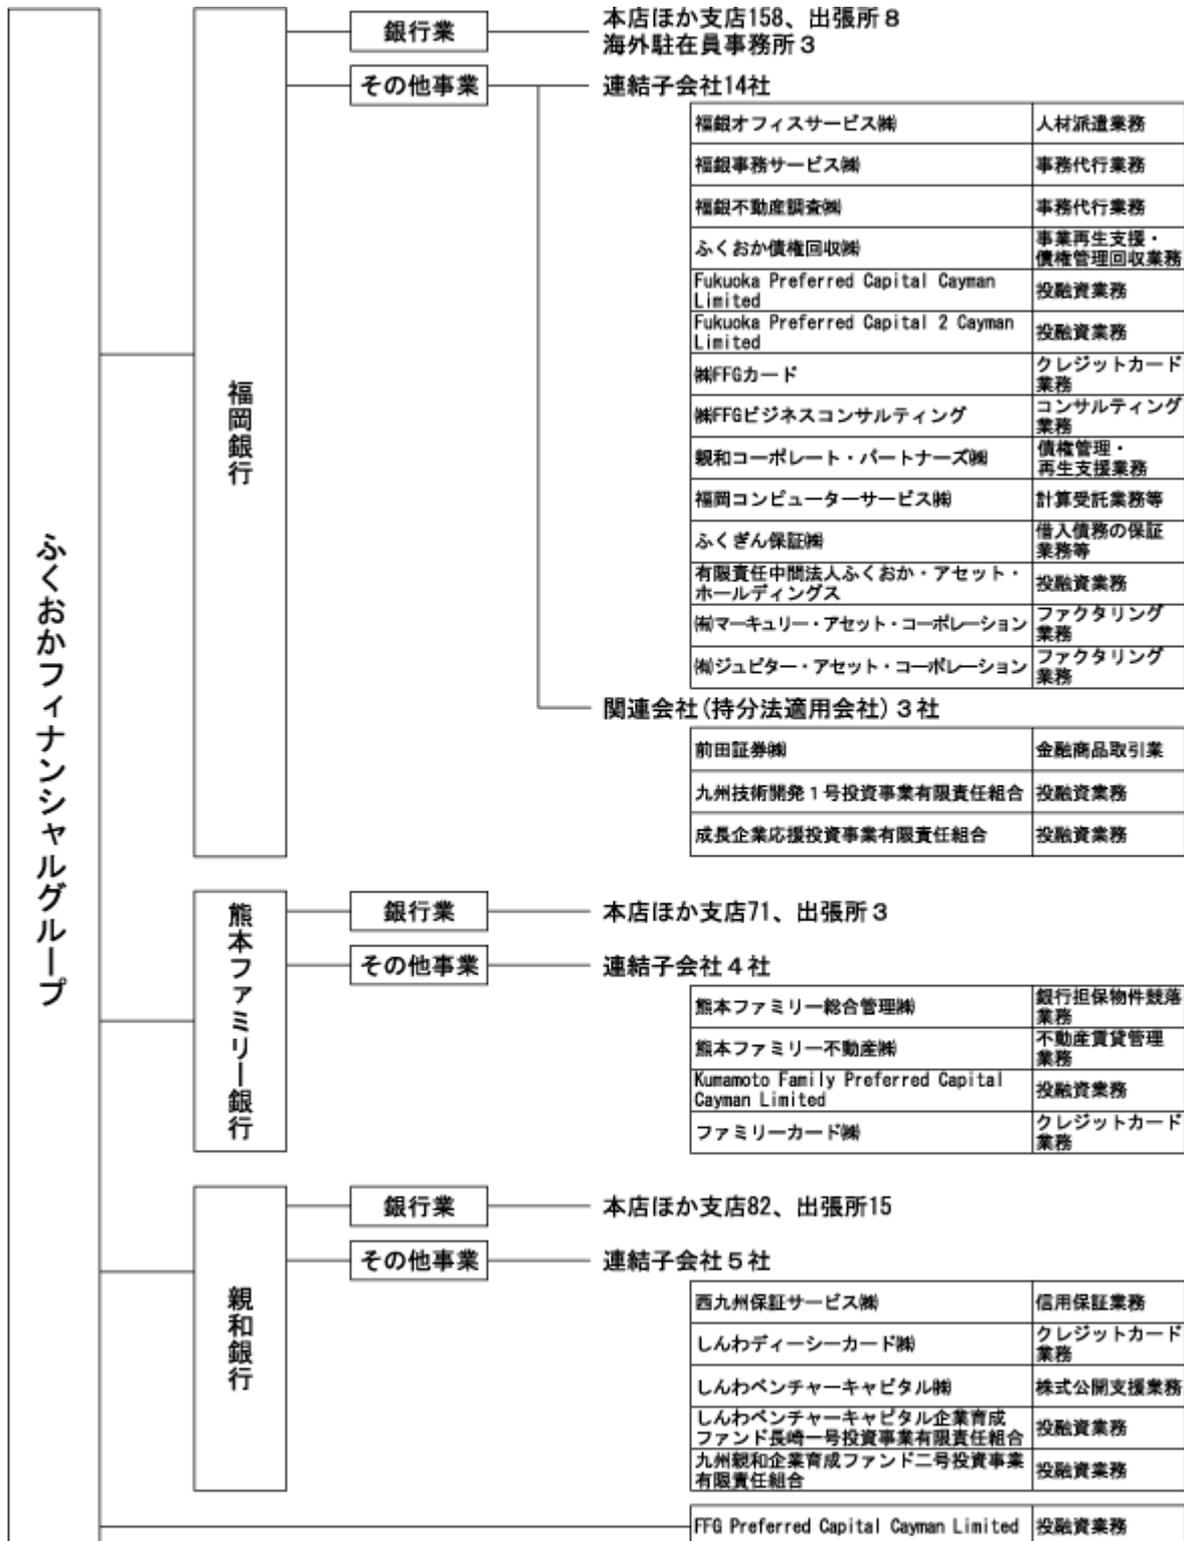 ふくおかフィナンシャルグループ
福岡銀行
銀行業
本店ほか支店158、出張所８
海外駐在員事務所３
その他事業
連結子会社14社
福銀オフィスサービス㈱ 人材派遣業務
福銀事務サービス㈱ 事務代行業務
福銀不動産調査㈱ 事務代行業務
ふくおか債権回収㈱ 事業再生支援・
債権管理回収業務
Fukuoka Preferred Capital Cayman
Limited 投融資業務
Fukuoka Preferred Capital 2 Cayman
Limited 投融資業務
㈱FFGカード クレジットカード
業務
㈱FFGビジネスコンサルティング コンサルティング
業務
親和コーポレート・パートナーズ㈱ 債権管理・
再生支援業務
福岡コンピューターサービス㈱ 計算受託業務等
ふくぎん保証㈱ 借入債務の保証
業務等
有限責任中間法人ふくおか・アセット・
ホールディングス 投融資業務
㈲マーキュリー・アセット・コーポレーション ファクタリング
業務
㈲ジュピター・アセット・コーポレーション ファクタリング
業務
関連会社(持分法適用会社)３社
前田証券㈱ 金融商品取引業
九州技術開発１号投資事業有限責任組合 投融資業務
成長企業応援投資事業有限責任組合 投融資業務
熊本ファミリー銀行
銀行業
本店ほか支店71、出張所３
その他事業
連結子会社４社
熊本ファミリー総合管理㈱ 銀行担保物件競落
業務
熊本ファミリー不動産㈱ 不動産賃貸管理
業務
Kumamoto Family Preferred Capital
Cayman Limited 投融資業務
ファミリーカード㈱ クレジットカード
業務
親和銀行
銀行業
本店ほか支店82、出張所15
その他事業
連結子会社５社
西九州保証サービス㈱ 信用保証業務
しんわディーシーカード㈱ クレジットカード
業務
しんわベンチャーキャピタル㈱ 株式公開支援業務
しんわベンチャーキャピタル企業育成
ファンド長崎一号投資事業有限責任組合 投融資業務
九州親和企業育成ファンド二号投資事業
有限責任組合 投融資業務
FFG Preferred Capital Cayman Limited 投融資業務